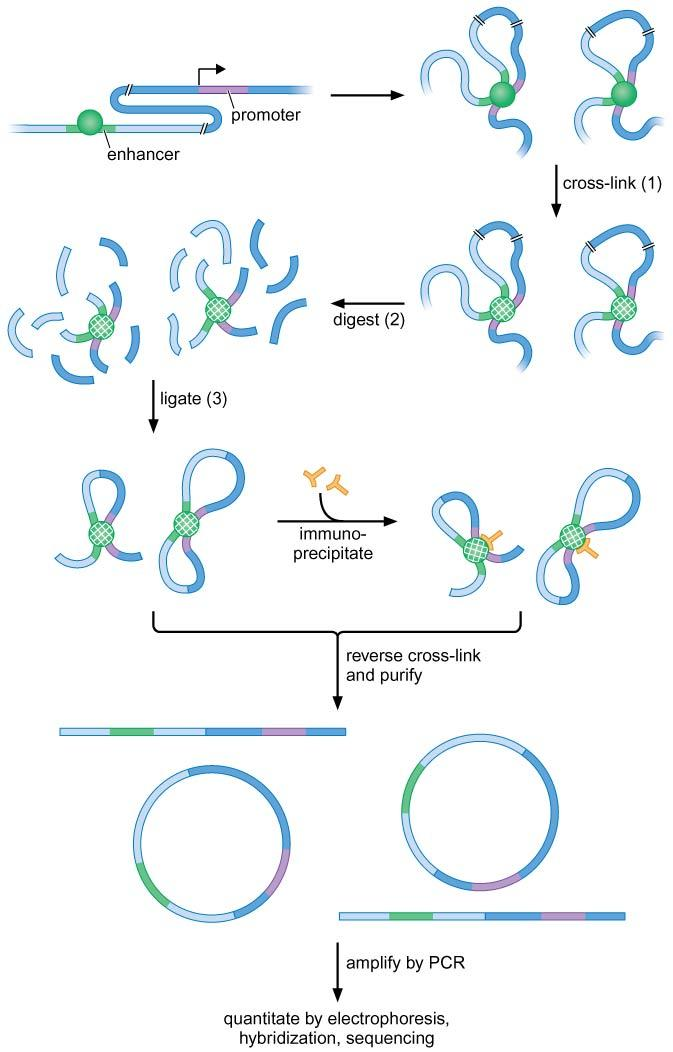 promoter
enhancer
cross-link (1)
digest (2)
ligate (3)
immuno-
precipitate
reverse cross-link
and purify
amplify by PCR
quantitate by electrophoresis,
hybridization, sequencing